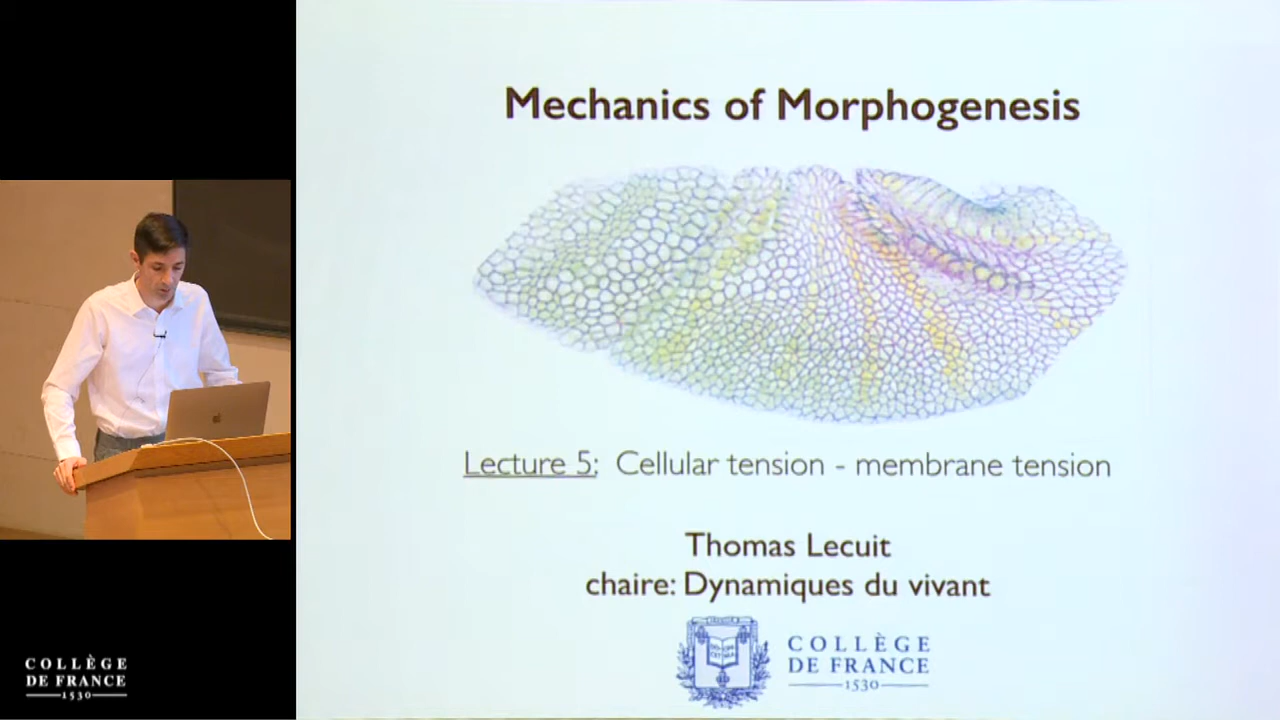 Mechanics of Morphogenesis
Lecture 5: Cellular tension - membrane tension
Thomas Lecuit
chaire: Dynamiques du vivant
COLLÈGE
DE FRANCE
1530
COLLÈGE
DE FRANCE
1530